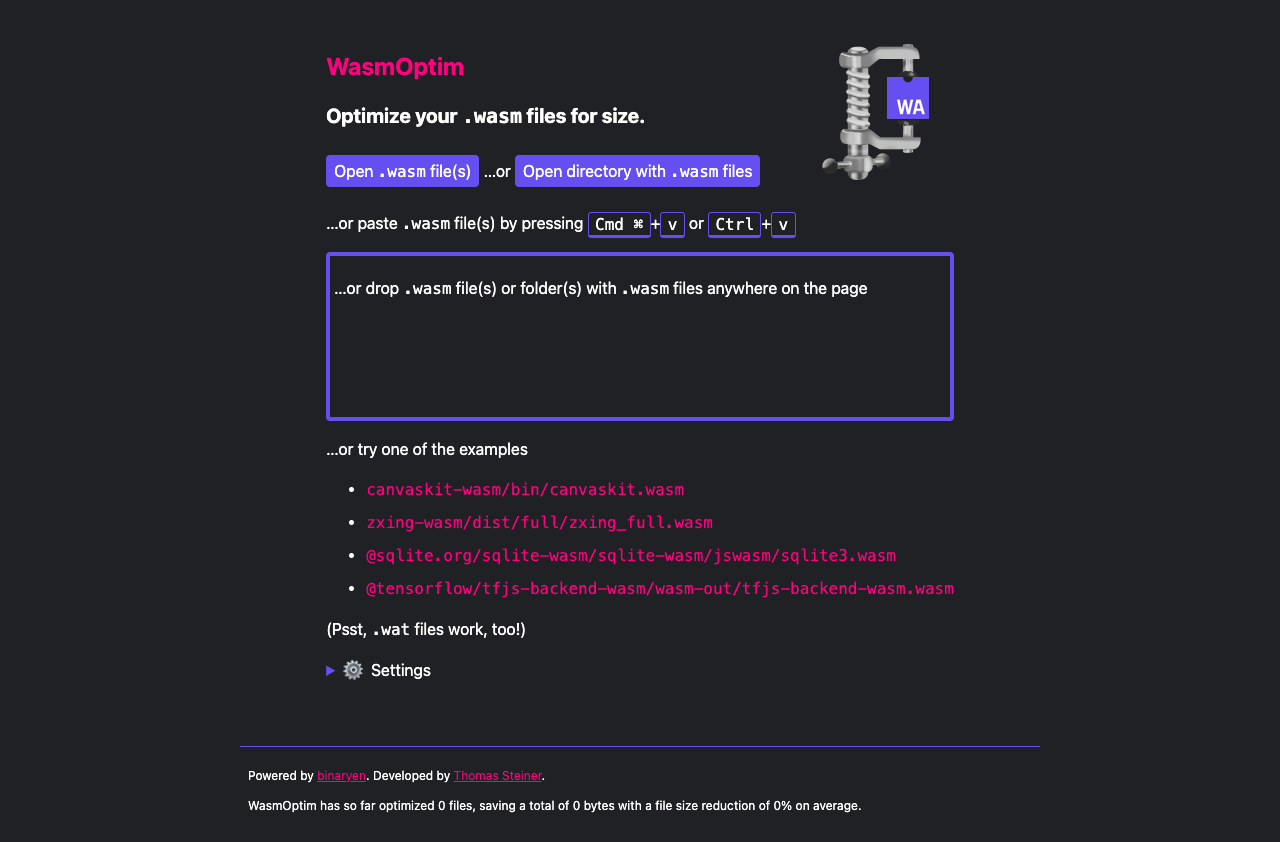 WasmOptim
WA
Optimize your .wasm files for size.
Open .wasm file(s) ...or Open directory with .wasm files
...or paste .wasm file(s) by pressing Cmd ⌘+v or Ctrl+v
...or drop .wasm file(s) or folder(s) with .wasm files anywhere on the page
...or try one of the examples
• canvaskit-wasm/bin/canvaskit.wasm
• zxing-wasm/dist/full/zxing_full.wasm
• @sqlite.org/sqlite-wasm/sqlite-wasm/jswasm/sqlite3.wasm
• @tensorflow/tfjs-backend-wasm/wasm-out/tfjs-backend-wasm.wasm
(Psst, .wat files work, too!)
▶ ⚙️ Settings
Powered by binaryen. Developed by Thomas Steiner.
WasmOptim has so far optimized 0 files, saving a total of 0 bytes with a file size reduction of 0% on average.